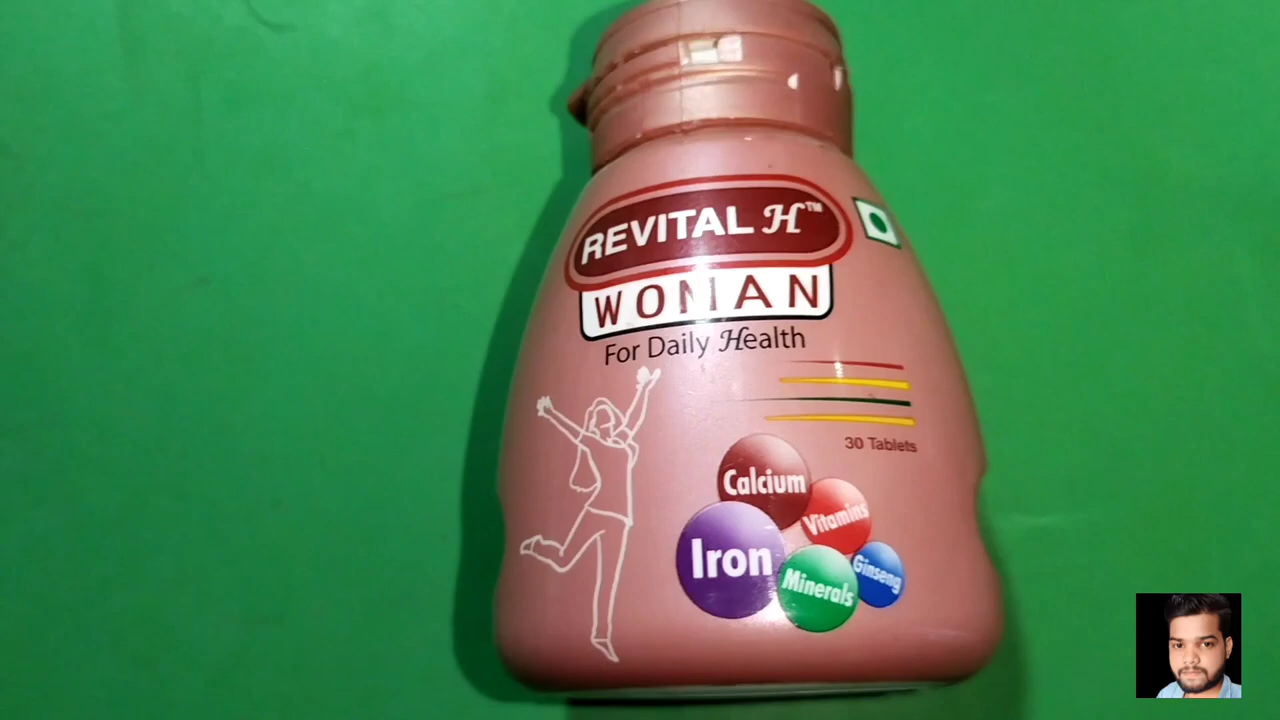 REVITAL H™
WOMAN
For Daily Health
30 Tablets
Calcium
Vitamins
Iron
Minerals
Ginseng